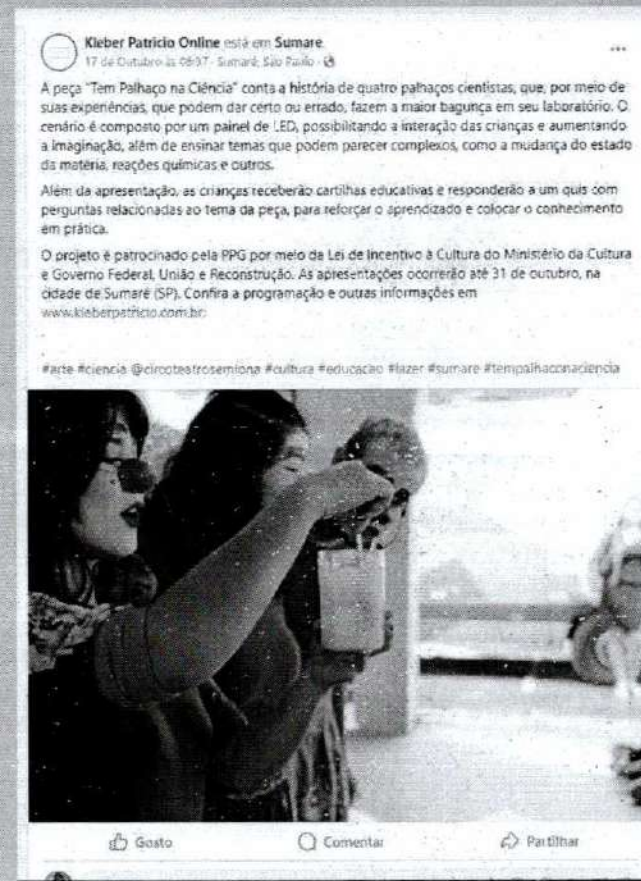 Kleber Patricio Online está em Sumare.
17 de Outubro às 06:37 · Sumaré, São Paulo ·
A peça "Tem Palhaço na Ciência" conta a história de quatro palhaços cientistas, que, por meio de
suas experiências, que podem dar certo ou errado, fazem a maior bagunça em seu laboratório. O
cenário é composto por um painel de LED, possibilitando a interação das crianças e aumentando
a imaginação, além de ensinar temas que podem parecer complexos, como a mudança do estado
da matéria, reações químicas e outros.
Além da apresentação, as crianças receberão cartilhas educativas e responderão a um quis com
perguntas relacionadas ao tema da peça, para reforçar o aprendizado e colocar o conhecimento
em prática.
O projeto é patrocinado pela PPG por meio da Lei de Incentivo à Cultura do Ministério da Cultura
e Governo Federal, União e Reconstrução. As apresentações ocorrerão até 31 de outubro, na
cidade de Sumaré (SP). Confira a programação e outras informações em
www.kleberpatricio.com.br:
#arte #ciencia @circoteatrosemlona #cultura #educacao #lazer #sumare #tempalhaconaciencia
Gosto
Comentar
Partilhar